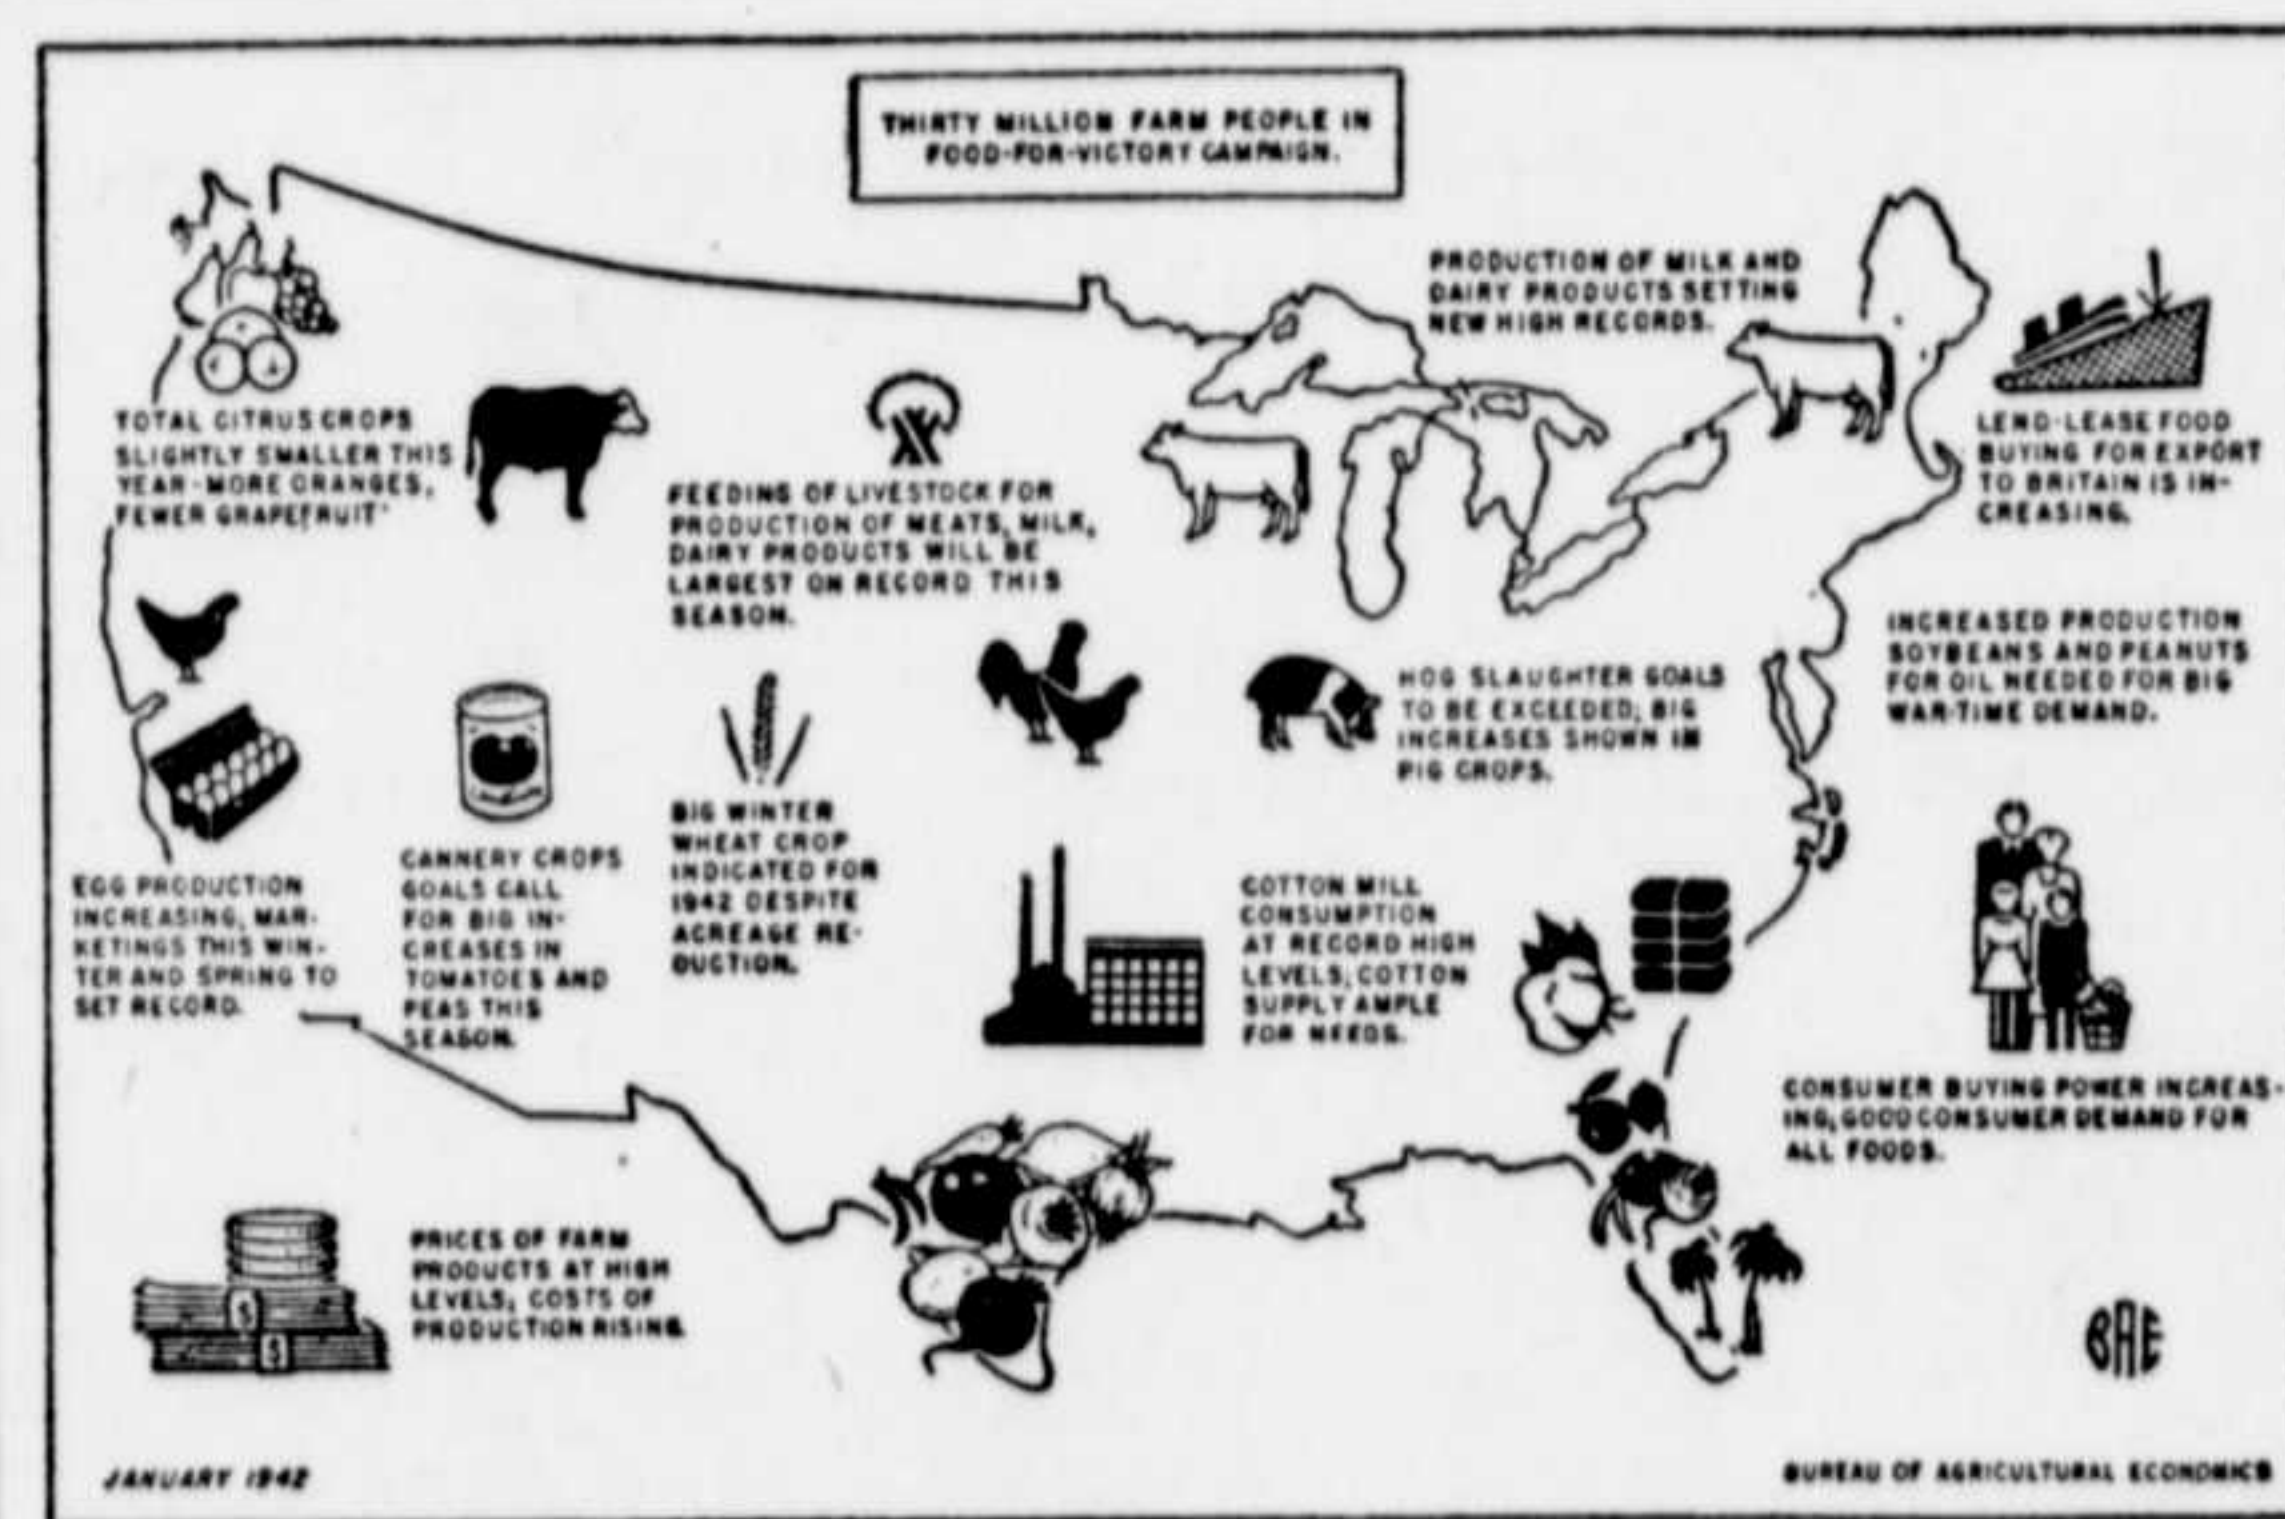 THIRTY MILLION FARM PEOPLE IN
FOOD-FOR-VICTORY CAMPAIGN.
PRODUCTION OF MILK AND
DAIRY PRODUCTS SETTING
NEW HIGH RECORDS.
TOTAL CITRUS CROPS
SLIGHTLY SMALLER THIS
YEAR-MORE ORANGES,
FEWER GRAPEFRUIT
LEND-LEASE FOOD
BUYING FOR EXPORT
TO BRITAIN IS IN-
CREASING.
FEEDING OF LIVESTOCK FOR
PRODUCTION OF MEATS, MILK,
DAIRY PRODUCTS WILL BE
LARGEST ON RECORD THIS
SEASON.
INCREASED PRODUCTION
SOYBEANS AND PEANUTS
FOR OIL NEEDED FOR BIG
WAR-TIME DEMAND.
HOG SLAUGHTER GOALS
TO BE EXCEEDED; BIG
INCREASES SHOWN IN
PIG CROPS.
EGG PRODUCTION
INCREASING, MAR-
KETINGS THIS WIN-
TER AND SPRING TO
SET RECORD.
CANNERY CROPS
GOALS CALL
FOR BIG IN-
CREASES IN
TOMATOES AND
PEAS THIS
SEASON.
BIG WINTER
WHEAT CROP
INDICATED FOR
1942 DESPITE
ACREAGE RE-
DUCTION.
COTTON MILL
CONSUMPTION
AT RECORD HIGH
LEVELS; COTTON
SUPPLY AMPLE
FOR NEEDS.
CONSUMER BUYING POWER INCREAS-
ING, GOOD CONSUMER DEMAND FOR
ALL FOODS.
$
$
PRICES OF FARM
PRODUCTS AT HIGH
LEVELS; COSTS OF
PRODUCTION RISING.
BAE
JANUARY 1942
BUREAU OF AGRICULTURAL ECONOMICS